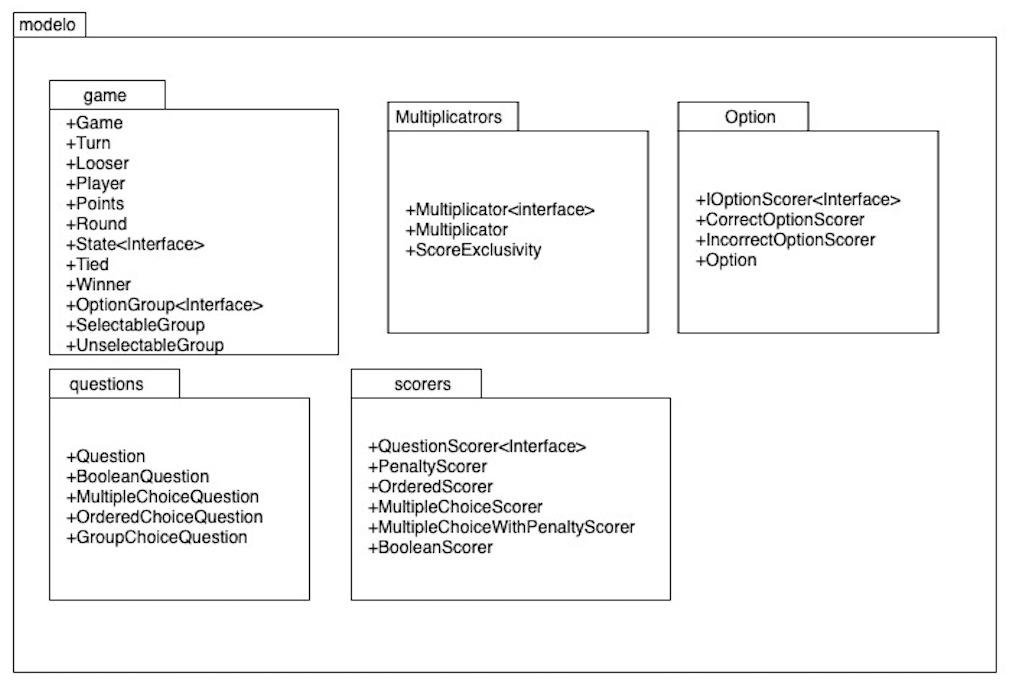 modelo
game
+Game
+Turn
+Looser
+Player
+Points
+Round
+State<Interface>
+Tied
+Winner
+OptionGroup<Interface>
+SelectableGroup
+UnselectableGroup
Multiplicatrors
+Multiplicator<interface>
+Multiplicator
+ScoreExclusivity
Option
+IOptionScorer<Interface>
+CorrectOptionScorer
+IncorrectOptionScorer
+Option
questions
+Question
+BooleanQuestion
+MultipleChoiceQuestion
+OrderedChoiceQuestion
+GroupChoiceQuestion
scorers
+QuestionScorer<Interface>
+PenaltyScorer
+OrderedScorer
+MultipleChoiceScorer
+MultipleChoiceWithPenaltyScorer
+BooleanScorer